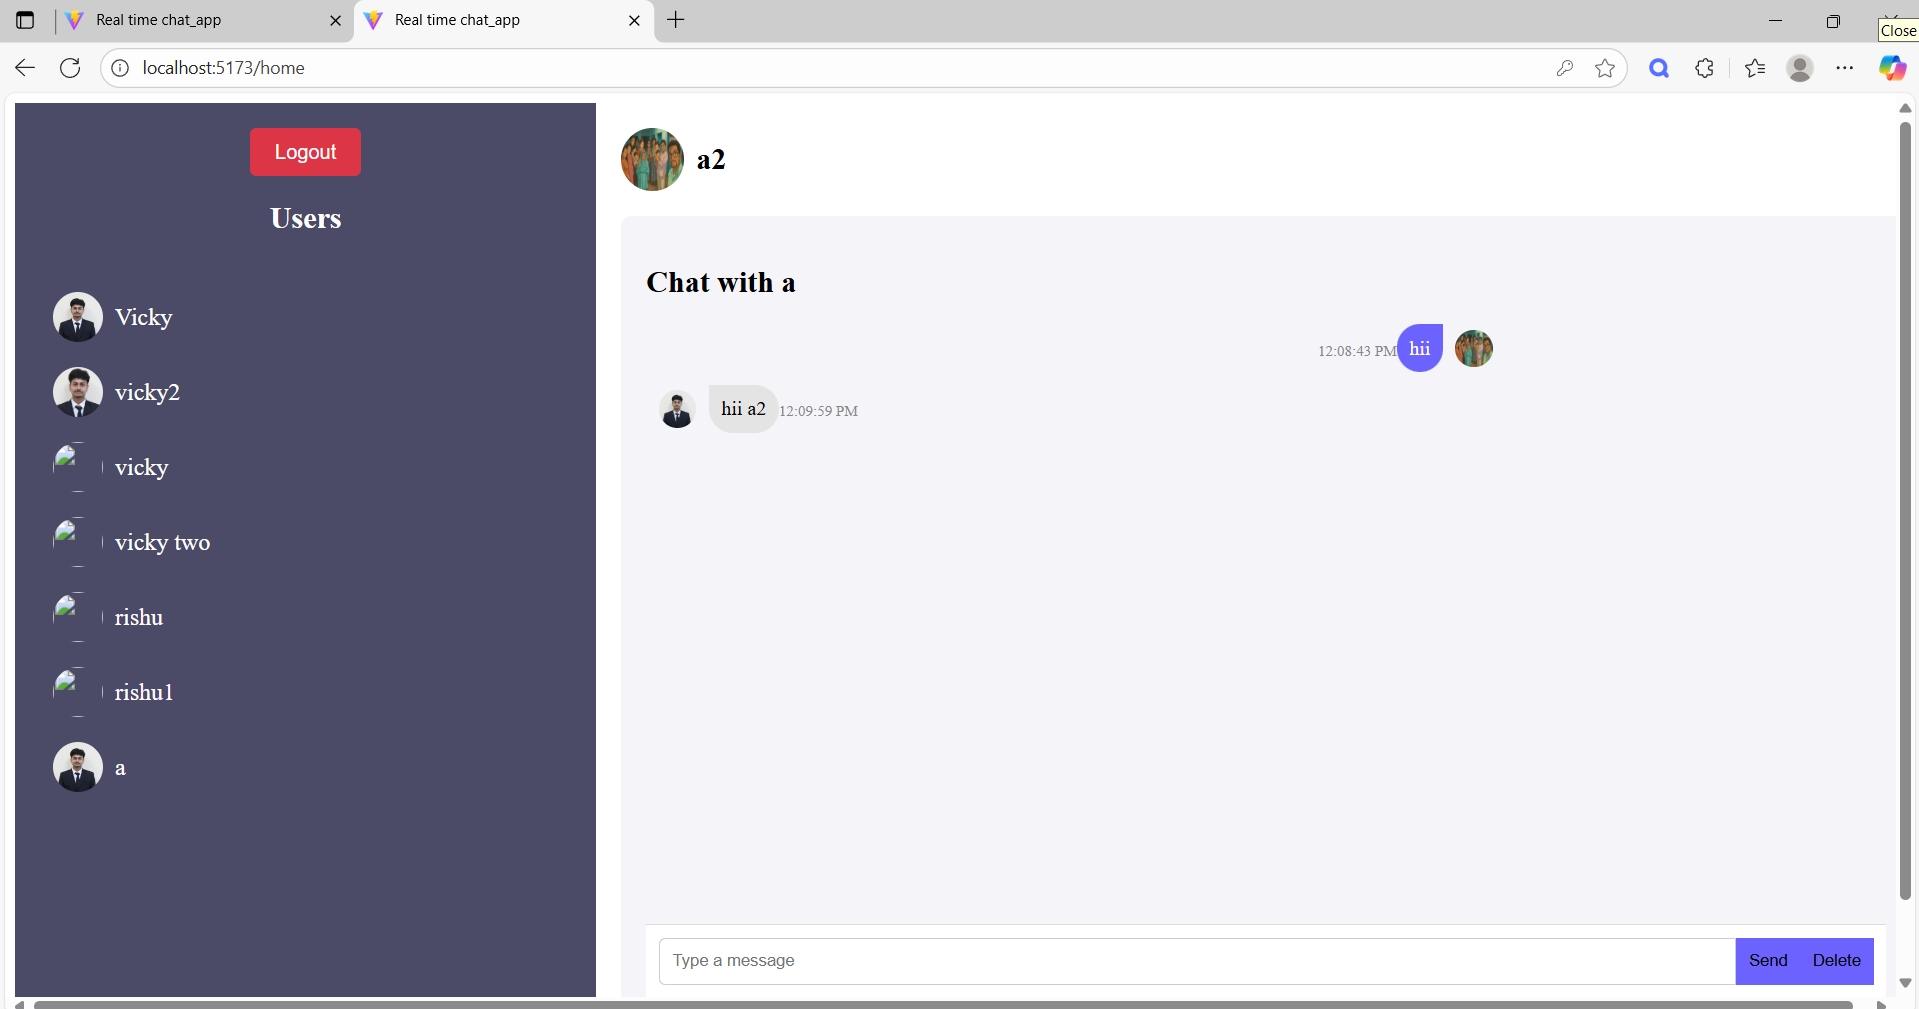 Real time chat_app
Real time chat_app
Close
localhost:5173/home
Logout
Users
Vicky
vicky2
vicky
vicky two
rishu
rishu1
a
a2
Chat with a
12:08:43 PM hii
hii a2 12:09:59 PM
Type a message
Send Delete